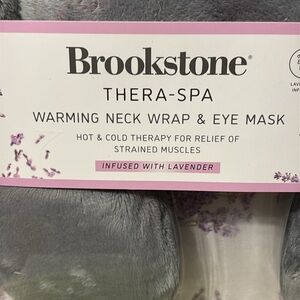 Brookstone®
THERA-SPA
WARMING NECK WRAP & EYE MASK
HOT & COLD THERAPY FOR RELIEF OF
STRAINED MUSCLES
INFUSED WITH LAVENDER